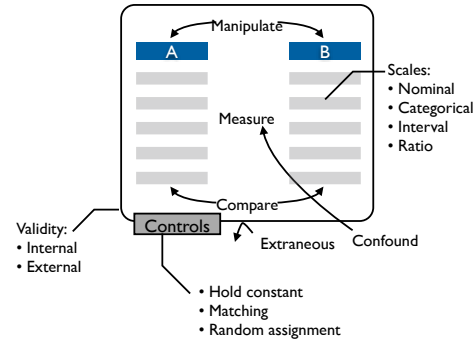 Manipulate
A
B
Scales:
• Nominal
• Categorical
• Interval
• Ratio
Measure
Compare
Controls
Extraneous
Confound
Validity:
• Internal
• External
• Hold constant
• Matching
• Random assignment